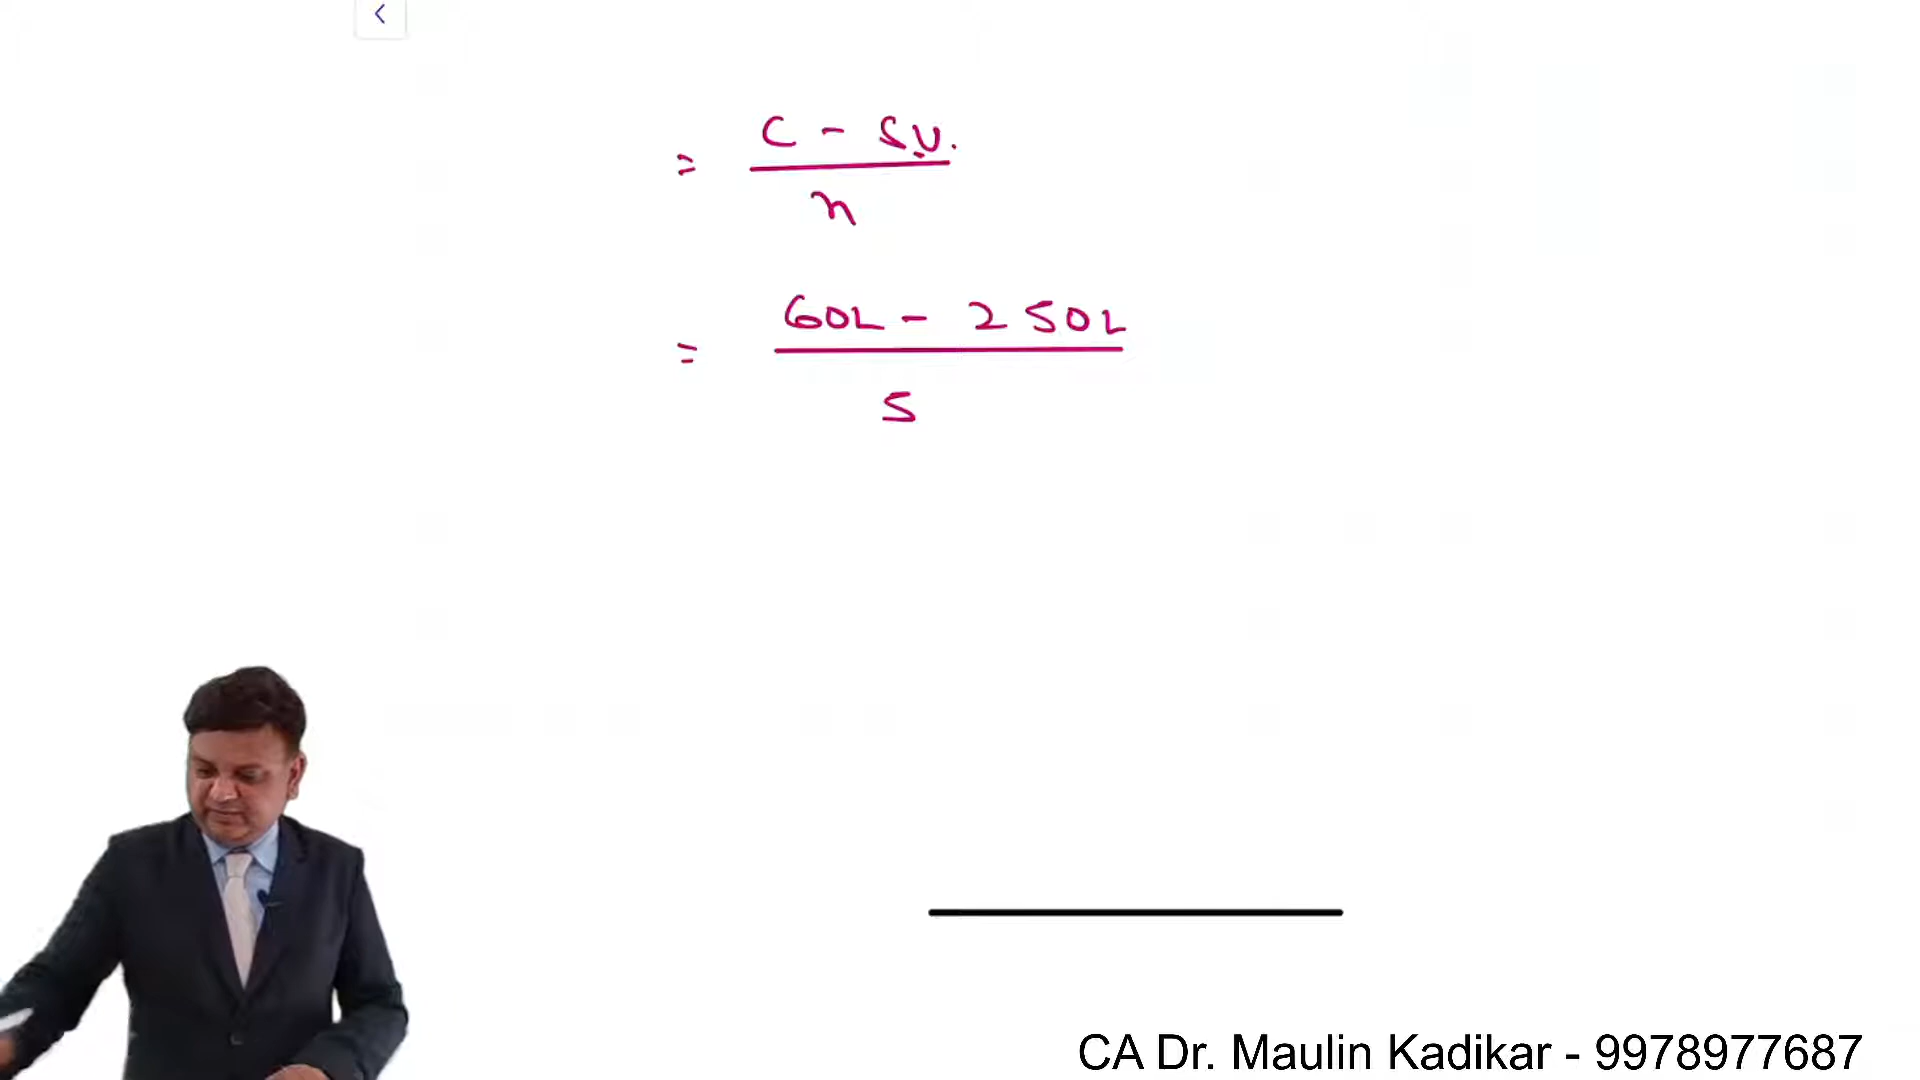 = C - S.V.
n
= 60L - 250L
5
CA Dr. Maulin Kadikar - 9978977687